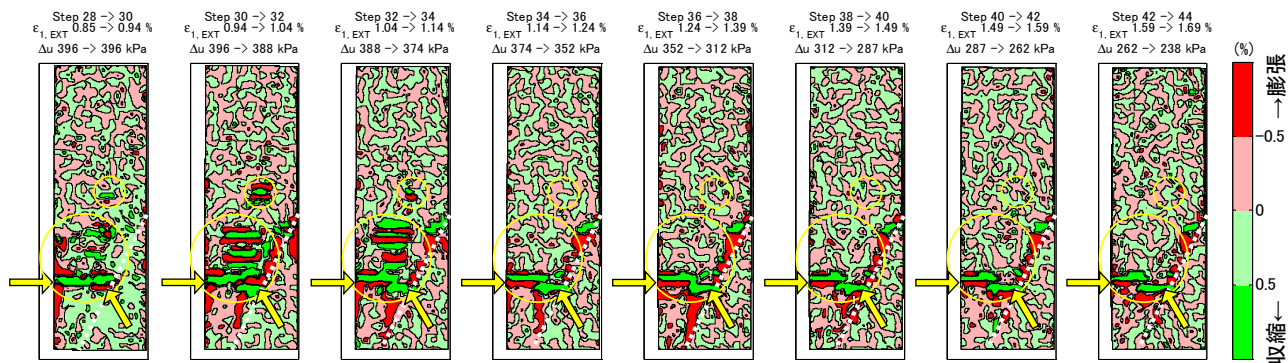 Step 28 -> 30
ε1, EXT 0.85 -> 0.94 %
Δu 396 -> 396 kPa
Step 30 -> 32
ε1, EXT 0.94 -> 1.04 %
Δu 396 -> 388 kPa
Step 32 -> 34
ε1, EXT 1.04 -> 1.14 %
Δu 388 -> 374 kPa
Step 34 -> 36
ε1, EXT 1.14 -> 1.24 %
Δu 374 -> 352 kPa
Step 36 -> 38
ε1, EXT 1.24 -> 1.39 %
Δu 352 -> 312 kPa
Step 38 -> 40
ε1, EXT 1.39 -> 1.49 %
Δu 312 -> 287 kPa
Step 40 -> 42
ε1, EXT 1.49 -> 1.59 %
Δu 287 -> 262 kPa
Step 42 -> 44
ε1, EXT 1.59 -> 1.69 %
Δu 262 -> 238 kPa
(%)
→膨張
-0.5
0
0.5
収縮←